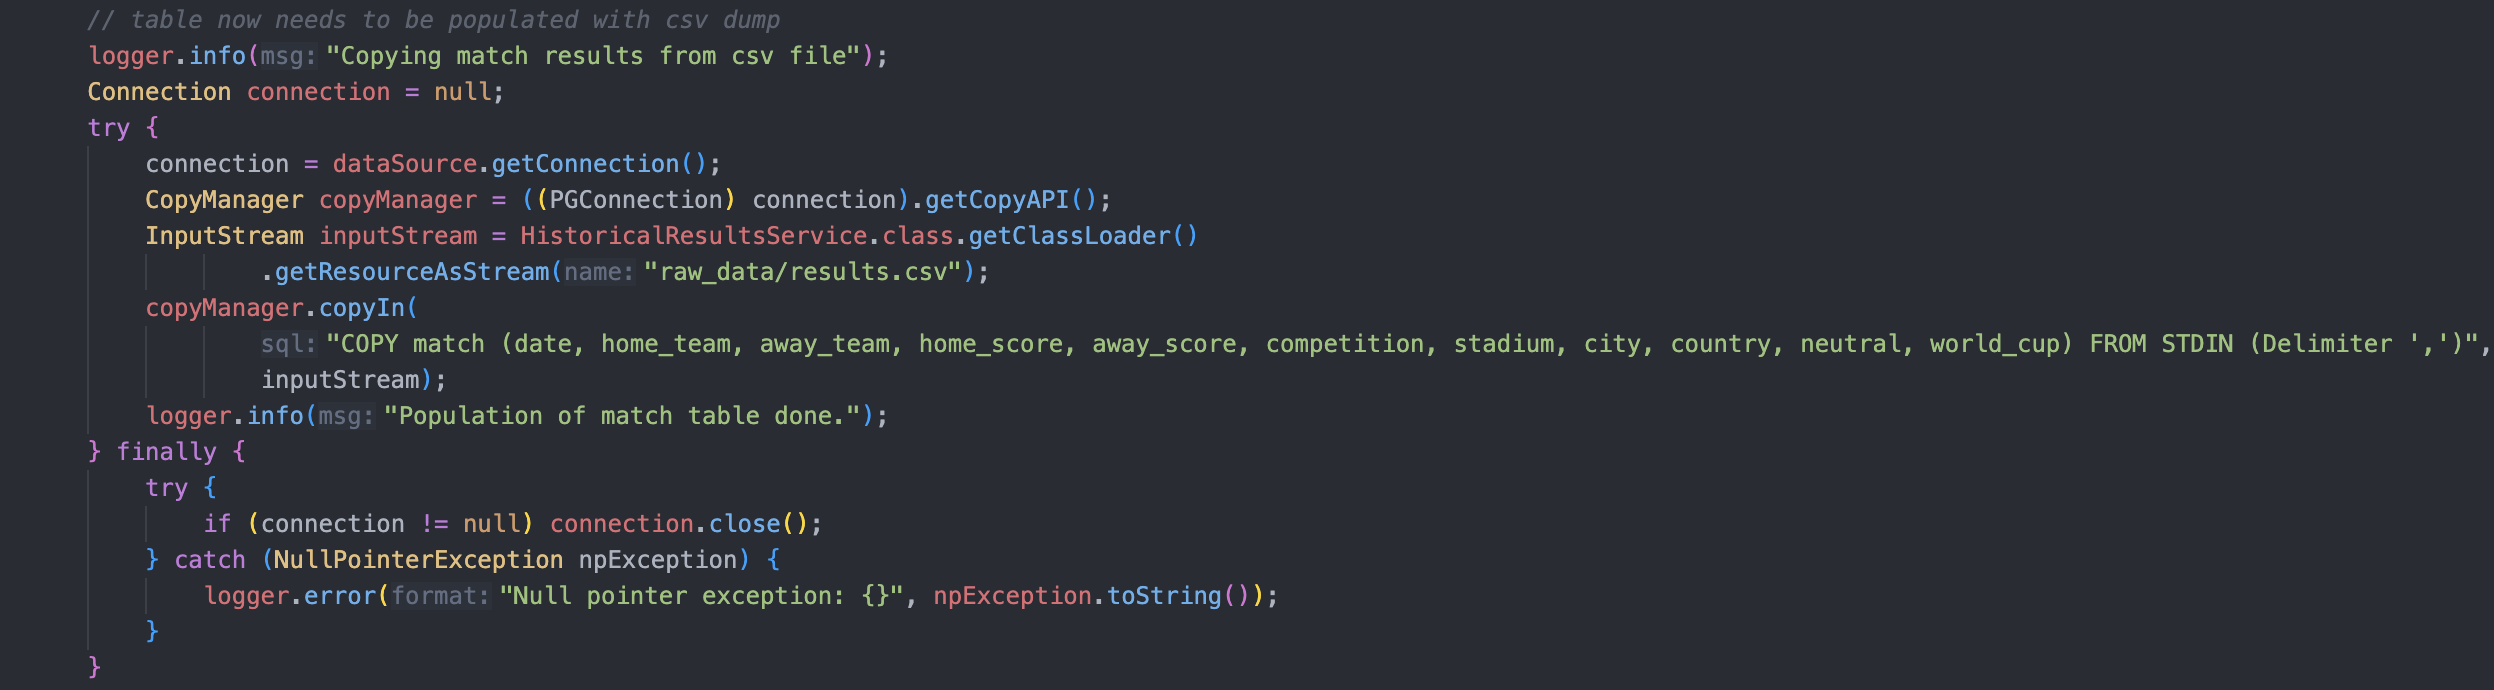 // table now needs to be populated with csv dump
logger.info(msg: "Copying match results from csv file");
Connection connection = null;
try {
connection = dataSource.getConnection();
CopyManager copyManager = ((PGConnection) connection).getCopyAPI();
InputStream inputStream = HistoricalResultsService.class.getClassLoader()
.getResourceAsStream(name: "raw_data/results.csv");
copyManager.copyIn(
sql: "COPY match (date, home_team, away_team, home_score, away_score, competition, stadium, city, country, neutral, world_cup) FROM STDIN (Delimiter ',')",
inputStream);
logger.info(msg: "Population of match table done.");
} finally {
try {
if (connection != null) connection.close();
} catch (NullPointerException npException) {
logger.error(format: "Null pointer exception: {}", npException.toString());
}
}